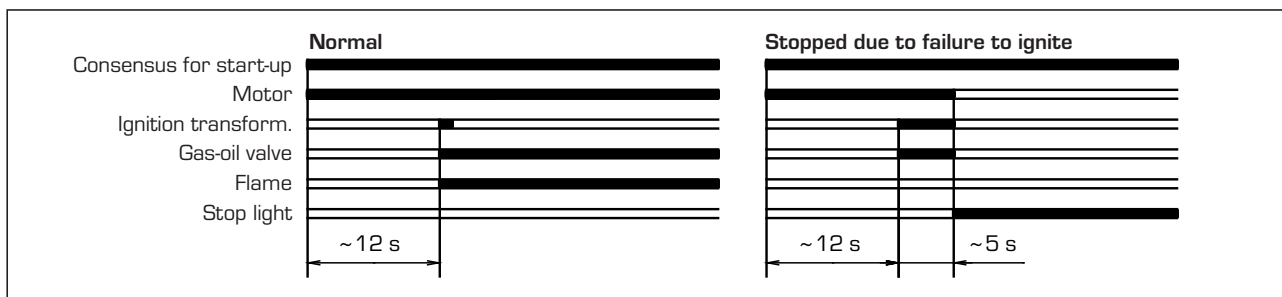 Normal
Stopped due to failure to ignite
Consensus for start-up
Motor
Ignition transform.
Gas-oil valve
Flame
Stop light
~12 s
~12 s
~5 s